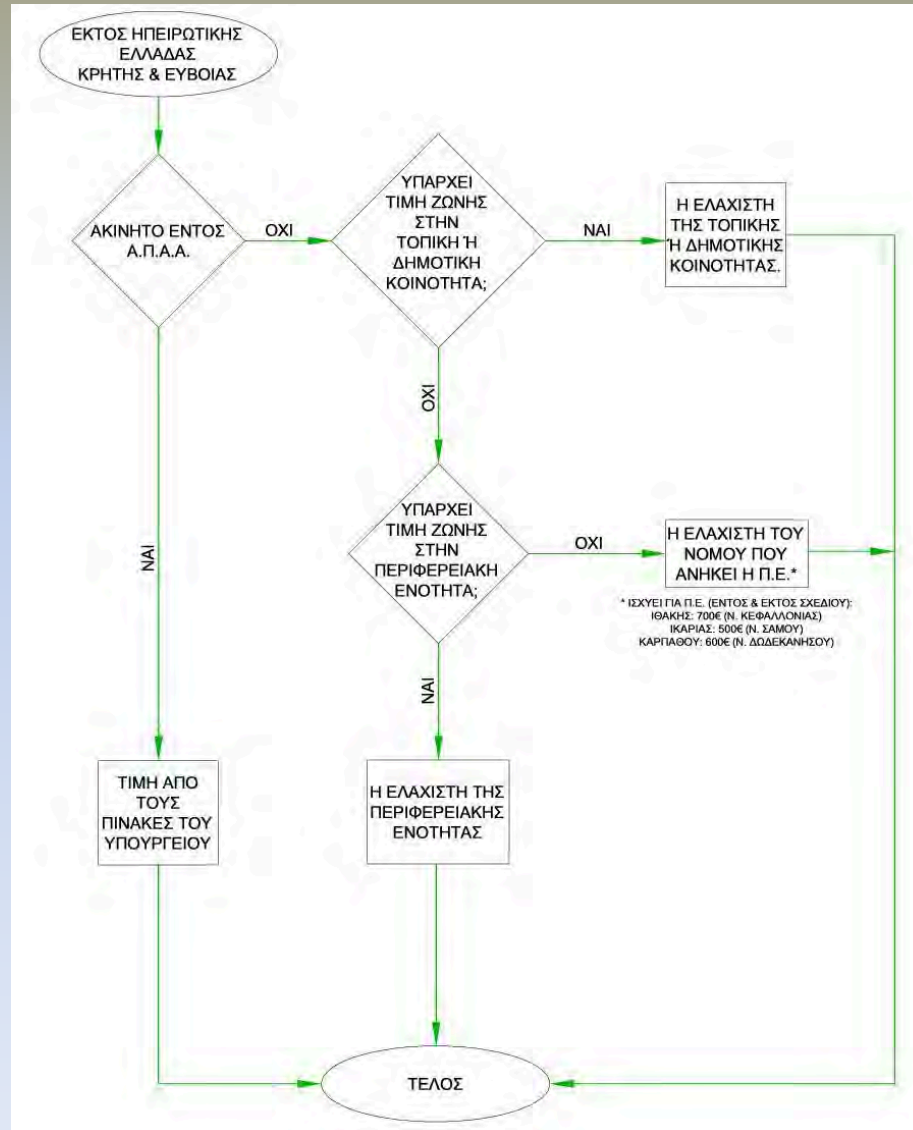 ΕΚΤΟΣ ΗΠΕΙΡΩΤΙΚΗΣ
ΕΛΛΑΔΑΣ
ΚΡΗΤΗΣ & ΕΥΒΟΙΑΣ
ΑΚΙΝΗΤΟ ΕΝΤΟΣ
Α.Π.Α.Α.
ΟΧΙ
ΥΠΑΡΧΕΙ
ΤΙΜΗ ΖΩΝΗΣ
ΣΤΗΝ
ΤΟΠΙΚΗ Ή
ΔΗΜΟΤΙΚΗ
ΚΟΙΝΟΤΗΤΑ;
ΝΑΙ
Η ΕΛΑΧΙΣΤΗ
ΤΗΣ ΤΟΠΙΚΗΣ
Ή ΔΗΜΟΤΙΚΗΣ
ΚΟΙΝΟΤΗΤΑΣ.
ΟΧΙ
ΥΠΑΡΧΕΙ
ΤΙΜΗ ΖΩΝΗΣ
ΣΤΗΝ
ΠΕΡΙΦΕΡΕΙΑΚΗ
ΕΝΟΤΗΤΑ;
ΟΧΙ
Η ΕΛΑΧΙΣΤΗ ΤΟΥ
ΝΟΜΟΥ ΠΟΥ
ΑΝΗΚΕΙ Η Π.Ε.*
* ΙΣΧΥΕΙ ΓΙΑ Π.Ε. (ΕΝΤΟΣ & ΕΚΤΟΣ ΣΧΕΔΙΟΥ):
ΙΘΑΚΗΣ: 700€ (Ν. ΚΕΦΑΛΛΟΝΙΑΣ)
ΙΚΑΡΙΑΣ: 500€ (Ν. ΣΑΜΟΥ)
ΚΑΡΠΑΘΟΥ: 600€ (Ν. ΔΩΔΕΚΑΝΗΣΟΥ)
ΝΑΙ
ΝΑΙ
ΤΙΜΗ ΑΠΟ
ΤΟΥΣ
ΠΙΝΑΚΕΣ ΤΟΥ
ΥΠΟΥΡΓΕΙΟΥ
Η ΕΛΑΧΙΣΤΗ ΤΗΣ
ΠΕΡΙΦΕΡΕΙΑΚΗΣ
ΕΝΟΤΗΤΑΣ
ΤΕΛΟΣ